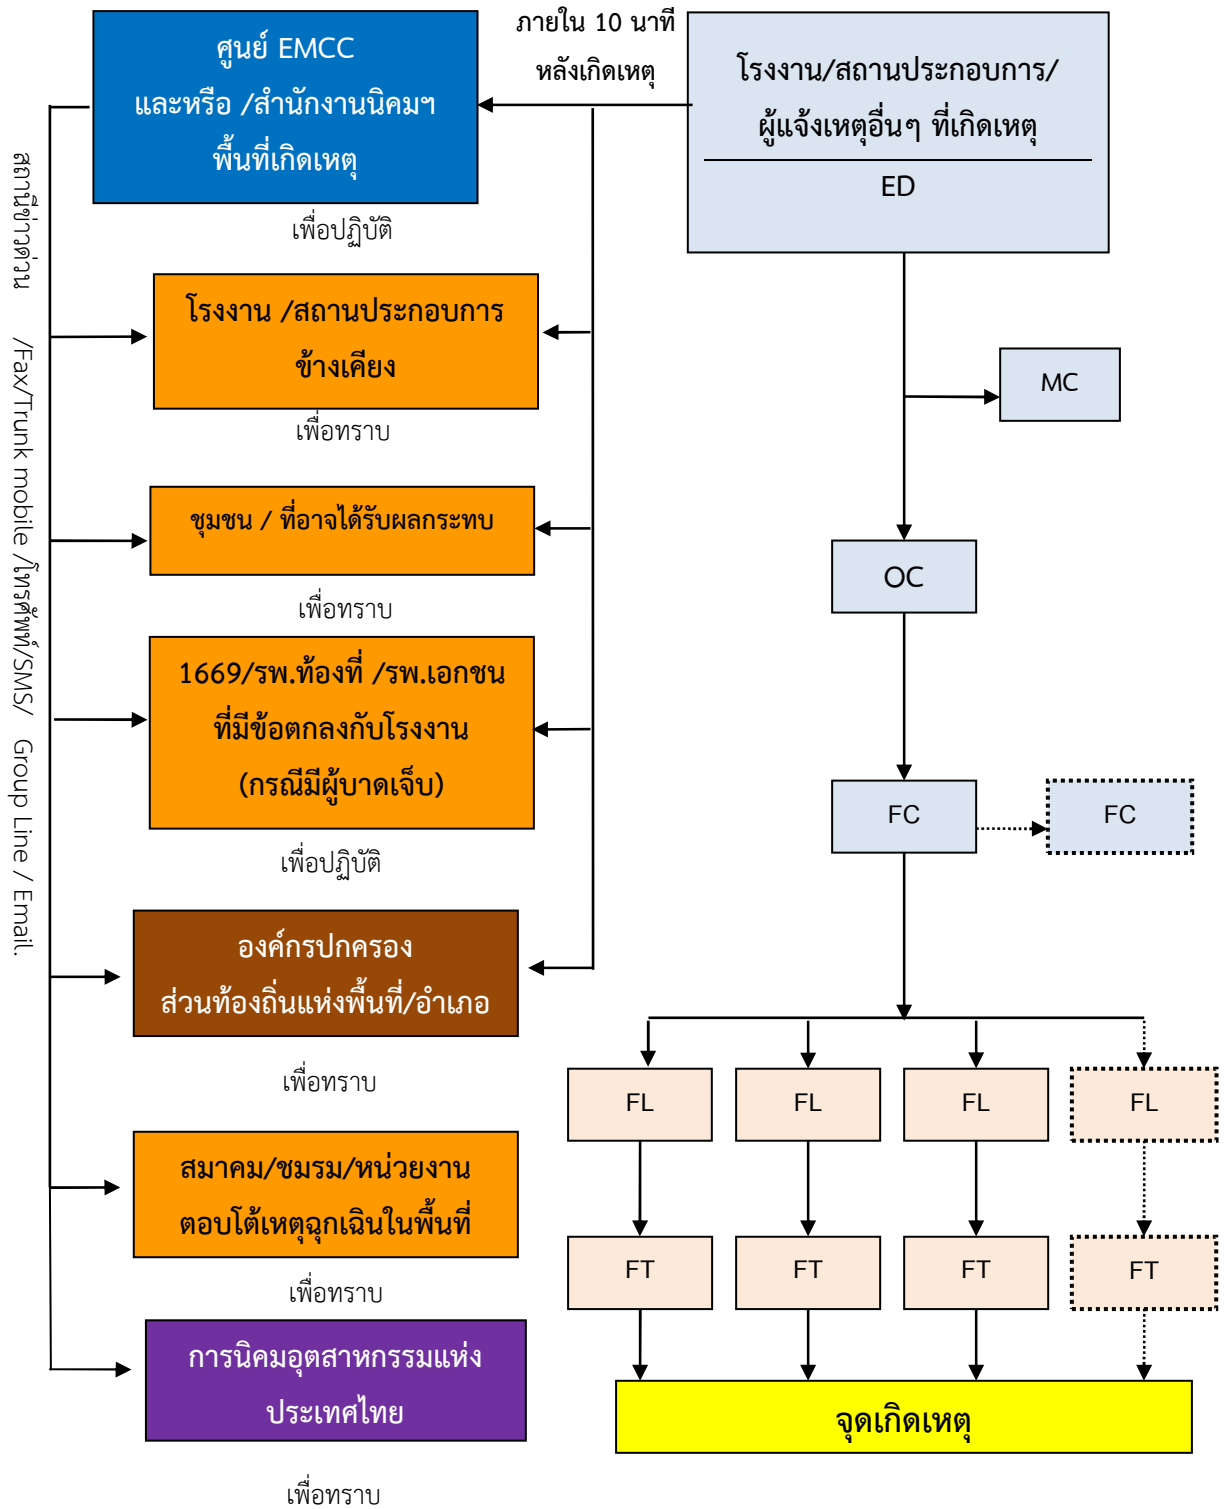 ภายใน 10 นาที
หลังเกิดเหตุ
ศูนย์ EMCC
และหรือ /สำนักงานนิคมฯ
พื้นที่เกิดเหตุ
เพื่อปฏิบัติ
โรงงาน/สถานประกอบการ/
ผู้แจ้งเหตุอื่นๆ ที่เกิดเหตุ
ED
สถานีข่าวด่วน /Fax/Trunk mobile /โทรศัพท์/SMS/ Group Line / Email.
โรงงาน /สถานประกอบการ
ข้างเคียง
เพื่อทราบ
ชุมชน / ที่อาจได้รับผลกระทบ
เพื่อทราบ
1669/รพ.ท้องที่ /รพ.เอกชน
ที่มีข้อตกลงกับโรงงาน
(กรณีมีผู้บาดเจ็บ)
เพื่อปฏิบัติ
องค์กรปกครอง
ส่วนท้องถิ่นแห่งพื้นที่/อำเภอ
เพื่อทราบ
สมาคม/ชมรม/หน่วยงาน
ตอบโต้เหตุฉุกเฉินในพื้นที่
เพื่อทราบ
การนิคมอุตสาหกรรมแห่ง
ประเทศไทย
เพื่อทราบ
MC
OC
FC FC
FL FL FL FL
FT FT FT FT
จุดเกิดเหตุ